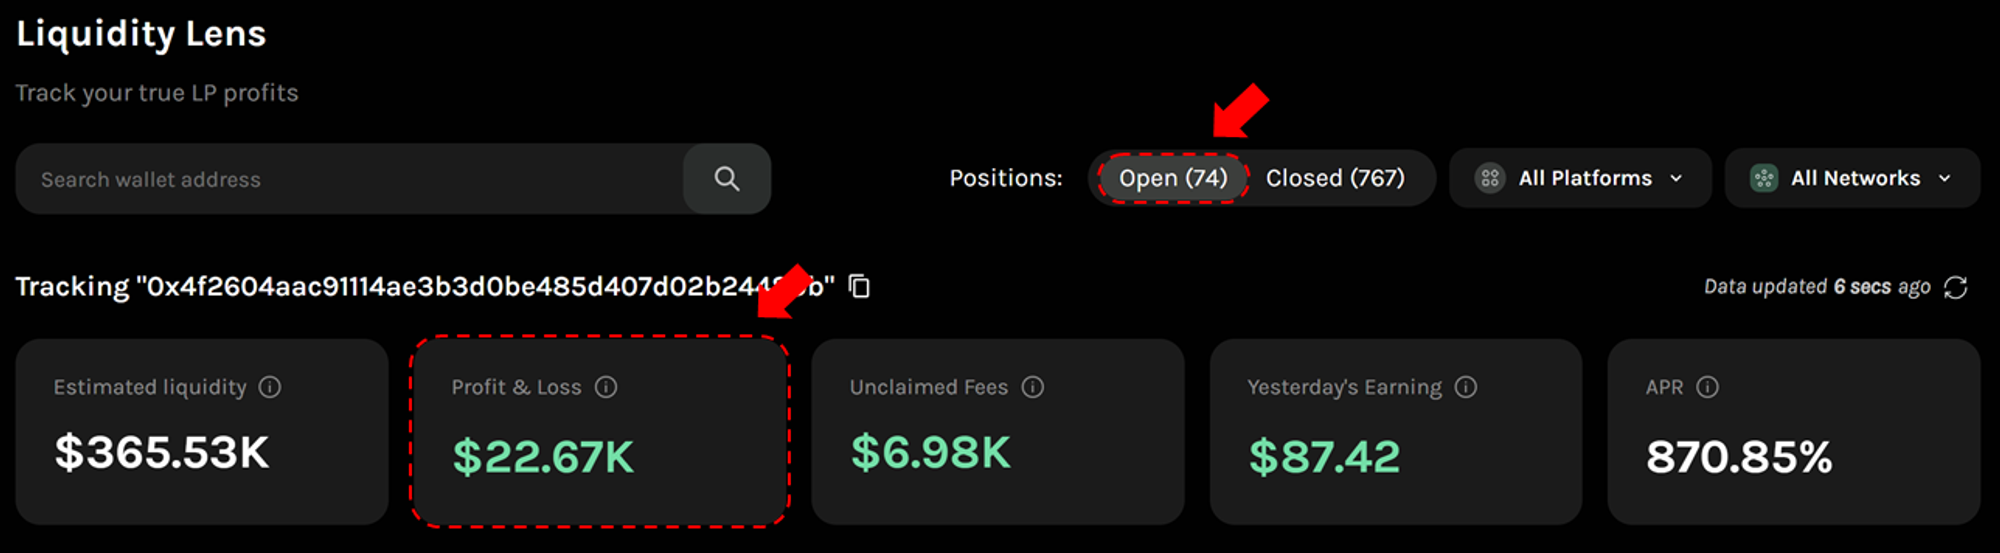 Liquidity Lens
Track your true LP profits
Search wallet address
Positions: Open (74) Closed (767) All Platforms All Networks
Tracking
Data updated 6 secs ago
Estimated liquidity
$365.53K
Profit & Loss
$22.67K
Unclaimed Fees
$6.98K
Yesterday's Earning
$87.42
APR
870.85%